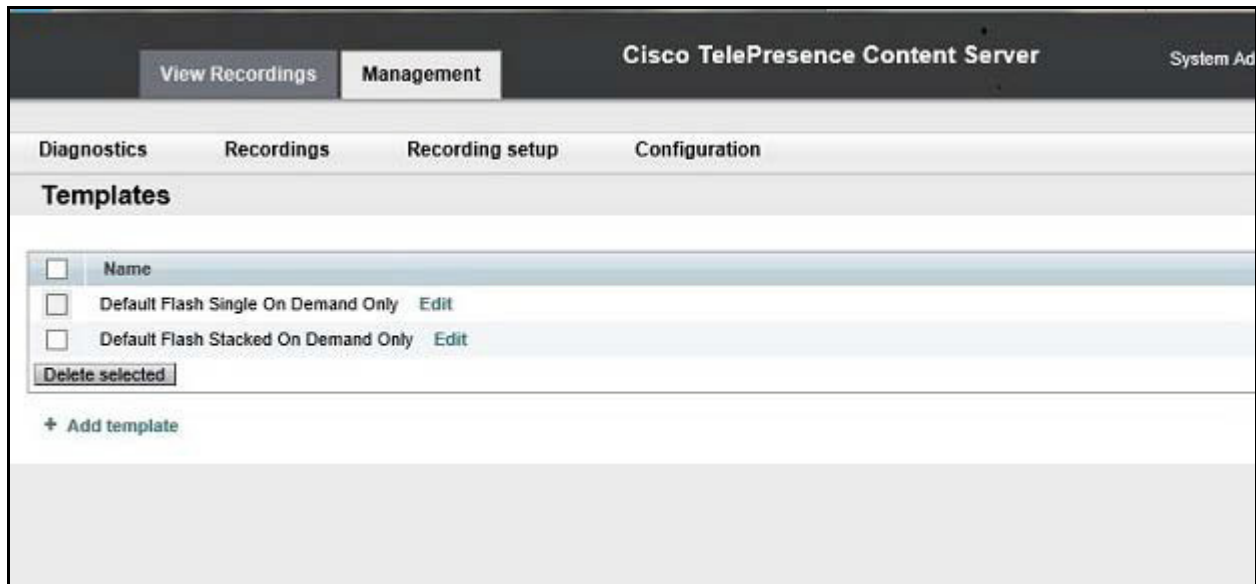 Cisco TelePresence Content Server
System Ad
View Recordings Management
Diagnostics Recordings Recording setup Configuration
Templates
Name
Default Flash Single On Demand Only Edit
Default Flash Stacked On Demand Only Edit
Delete selected
+ Add template